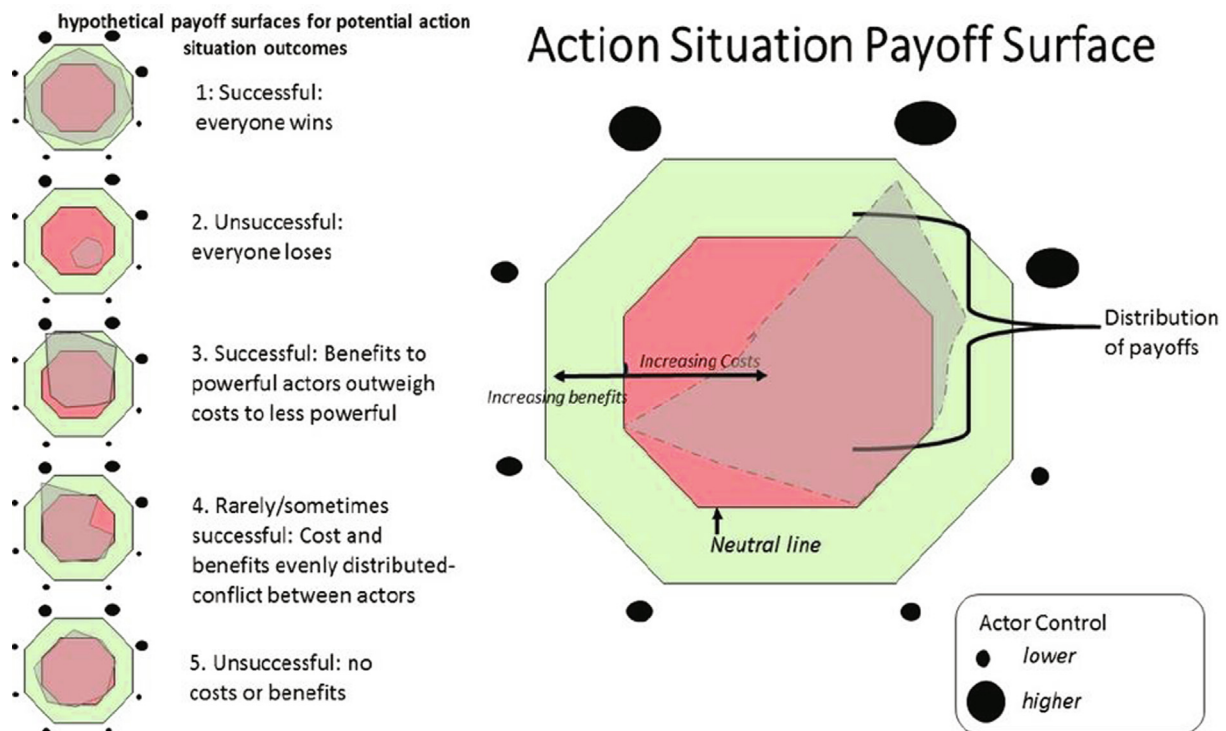 hypothetical payoff surfaces for potential action
situation outcomes
1: Successful:
everyone wins
2. Unsuccessful:
everyone loses
3. Successful: Benefits to
powerful actors outweigh
costs to less powerful
4. Rarely/sometimes
successful: Cost and
benefits evenly distributed-
conflict between actors
5. Unsuccessful: no
costs or benefits
Action Situation Payoff Surface
Increasing Costs
Increasing benefits
Distribution
of payoffs
Neutral line
Actor Control
lower
higher